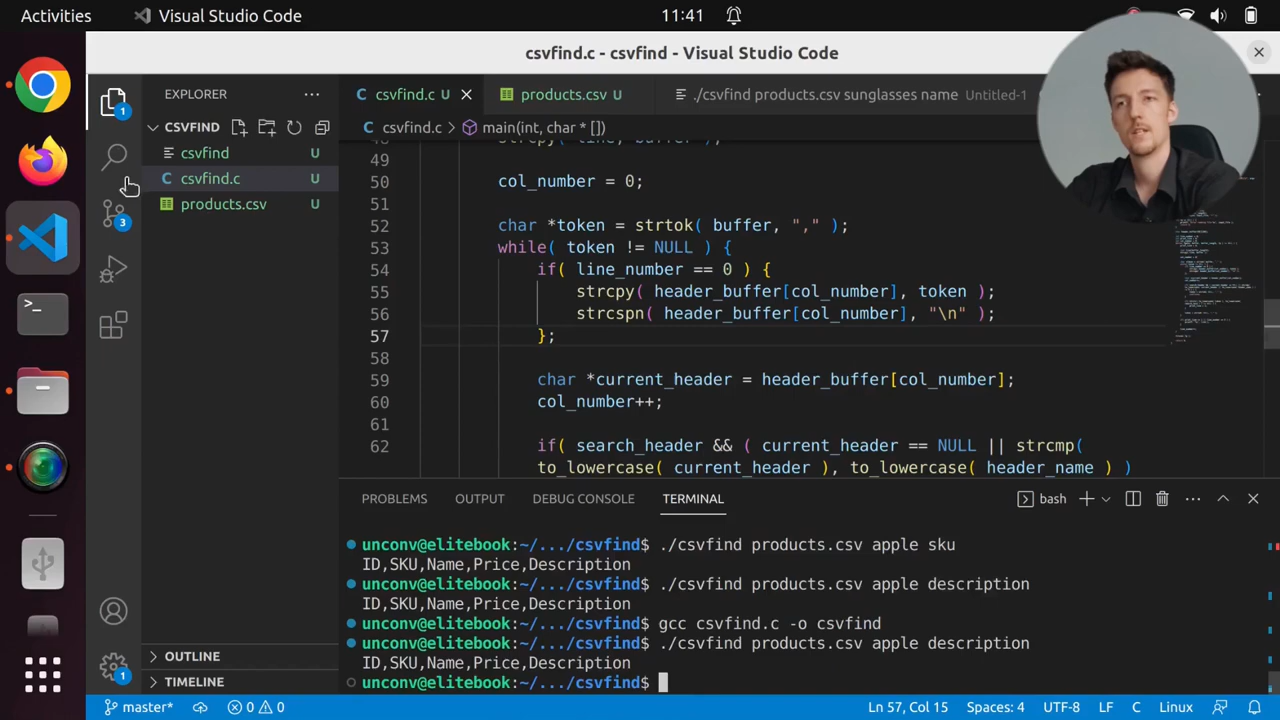 Activities
Visual Studio Code
11:41
csvfind.c - csvfind - Visual Studio Code
1
3
1
EXPLORER
CSVFIND
csvfind U
C csvfind.c U
products.csv U
OUTLINE
TIMELINE
C csvfind.c U
products.csv U
./csvfind products.csv sunglasses name Untitled-1
C csvfind.c > main(int, char * [])
49
50 col_number = 0;
51
52 char *token = strtok( buffer, "," );
53 while( token != NULL ) {
54 if( line_number == 0 ) {
55 strcpy( header_buffer[col_number], token );
56 strcspn( header_buffer[col_number], "\n" );
57 };
58
59 char *current_header = header_buffer[col_number];
60 col_number++;
61
62 if( search_header && ( current_header == NULL || strcmp(
to_lowercase( current_header ), to_lowercase( header_name ) )
PROBLEMS
OUTPUT
DEBUG CONSOLE
TERMINAL
bash
unconv@elitebook:~/.../csvfind$ ./csvfind products.csv apple sku
ID,SKU,Name,Price,Description
unconv@elitebook:~/.../csvfind$ ./csvfind products.csv apple description
ID,SKU,Name,Price,Description
unconv@elitebook:~/.../csvfind$ gcc csvfind.c -o csvfind
unconv@elitebook:~/.../csvfind$ ./csvfind products.csv apple description
ID,SKU,Name,Price,Description
unconv@elitebook:~/.../csvfind$
master*
0 0
Ln 57, Col 15
Spaces: 4
UTF-8
LF
C
Linux